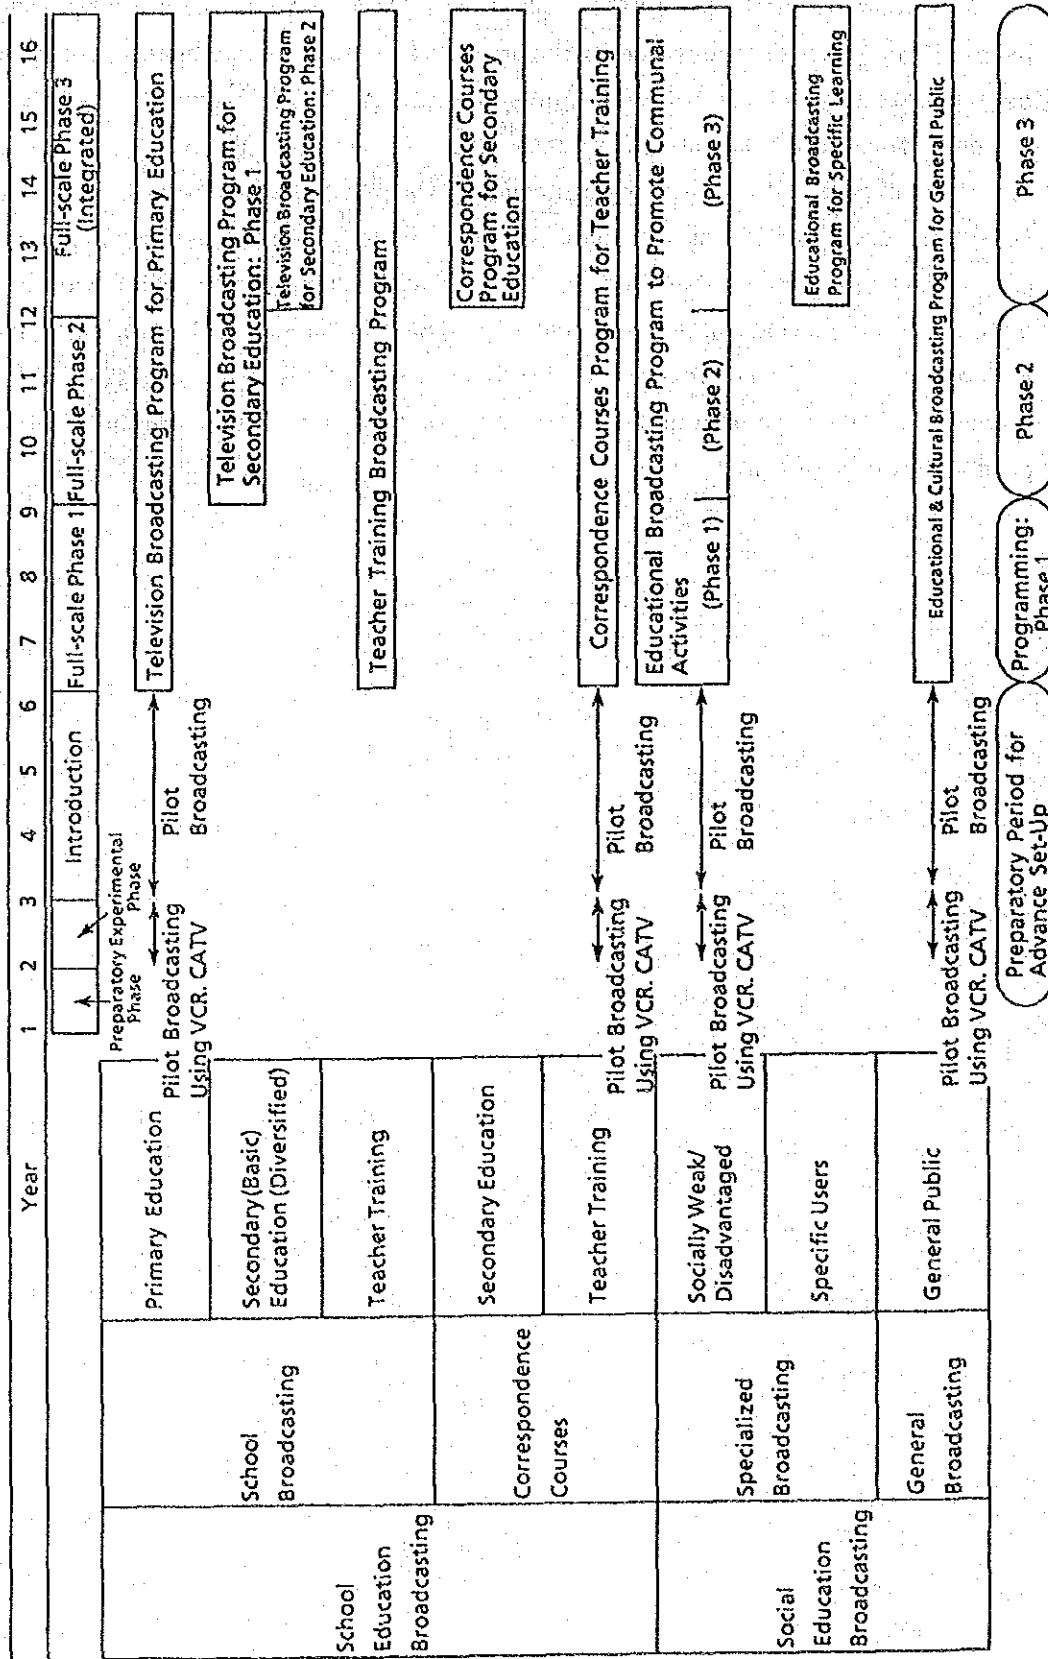 Year 1 2 3 4 5 6 7 8 9 10 11 12 13 14 15 16
Introduction
Full-scale Phase 1
Full-scale Phase 2
Full-scale Phase 3
(Integrated)
Preparatory Experimental
Phase
Phase
School
Education
Broadcasting
School
Broadcasting
Primary Education
Pilot Broadcasting
Using VCR. CATV
Pilot
Broadcasting
Television Broadcasting Program for Primary Education
Secondary (Basic)
Education (Diversified)
Television Broadcasting Program for
Secondary Education: Phase 1
Television Broadcasting Program
for Secondary Education: Phase 2
Teacher Training
Teacher Training Broadcasting Program
Correspondence
Courses
Secondary Education
Correspondence Courses
Program for Secondary
Education
Teacher Training
Pilot Broadcasting
Using VCR. CATV
Pilot
Broadcasting
Correspondence Courses Program for Teacher Training
Social
Education
Broadcasting
Specialized
Broadcasting
Socially Weak/
Disadvantaged
Pilot Broadcasting
Using VCR. CATV
Pilot
Broadcasting
Educational Broadcasting Program to Promote Communal
Activities
(Phase 1)
(Phase 2)
(Phase 3)
Specific Users
Educational Broadcasting
Program for Specific Learning
General
Broadcasting
General Public
Pilot Broadcasting
Using VCR. CATV
Pilot
Broadcasting
Educational & Cultural Broadcasting Program for General Public
Preparatory Period for
Advance Set-Up
Programming:
Phase 1
Phase 2
Phase 3